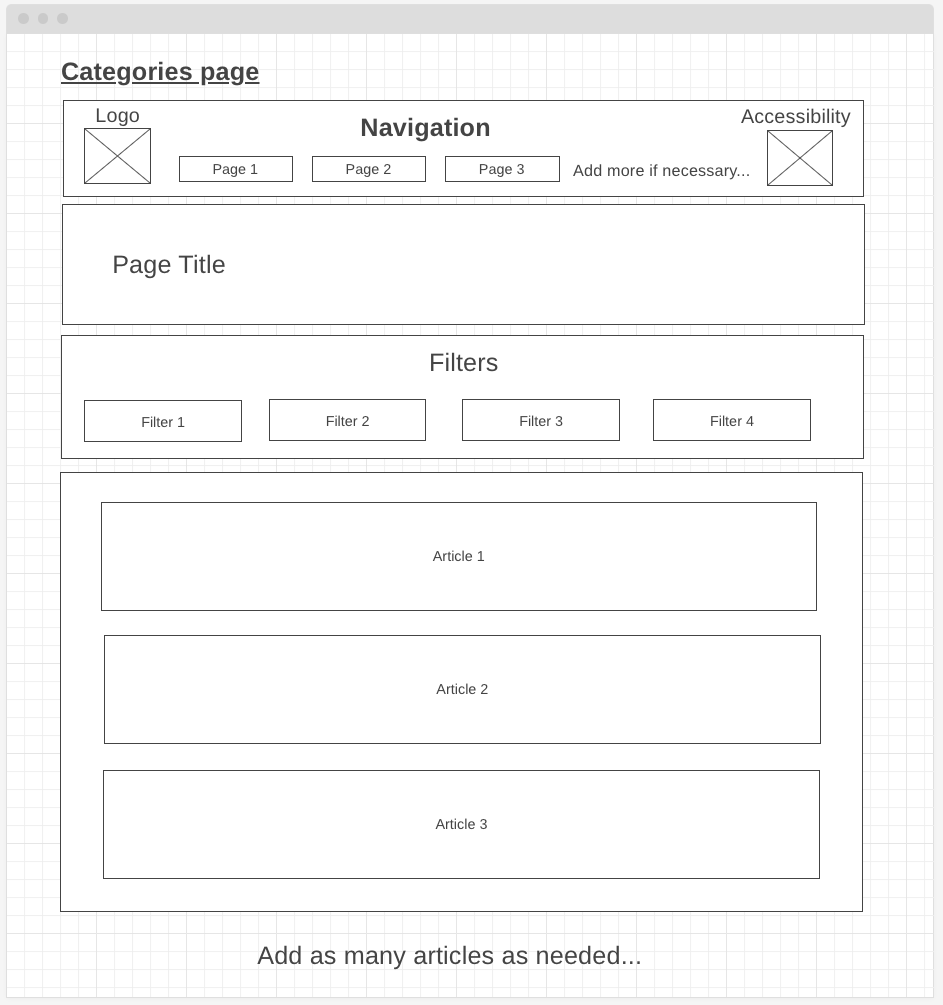 Categories page
Logo
Navigation
Accessibility
Page 1
Page 2
Page 3
Add more if necessary...
Page Title
Filters
Filter 1
Filter 2
Filter 3
Filter 4
Article 1
Article 2
Article 3
Add as many articles as needed...